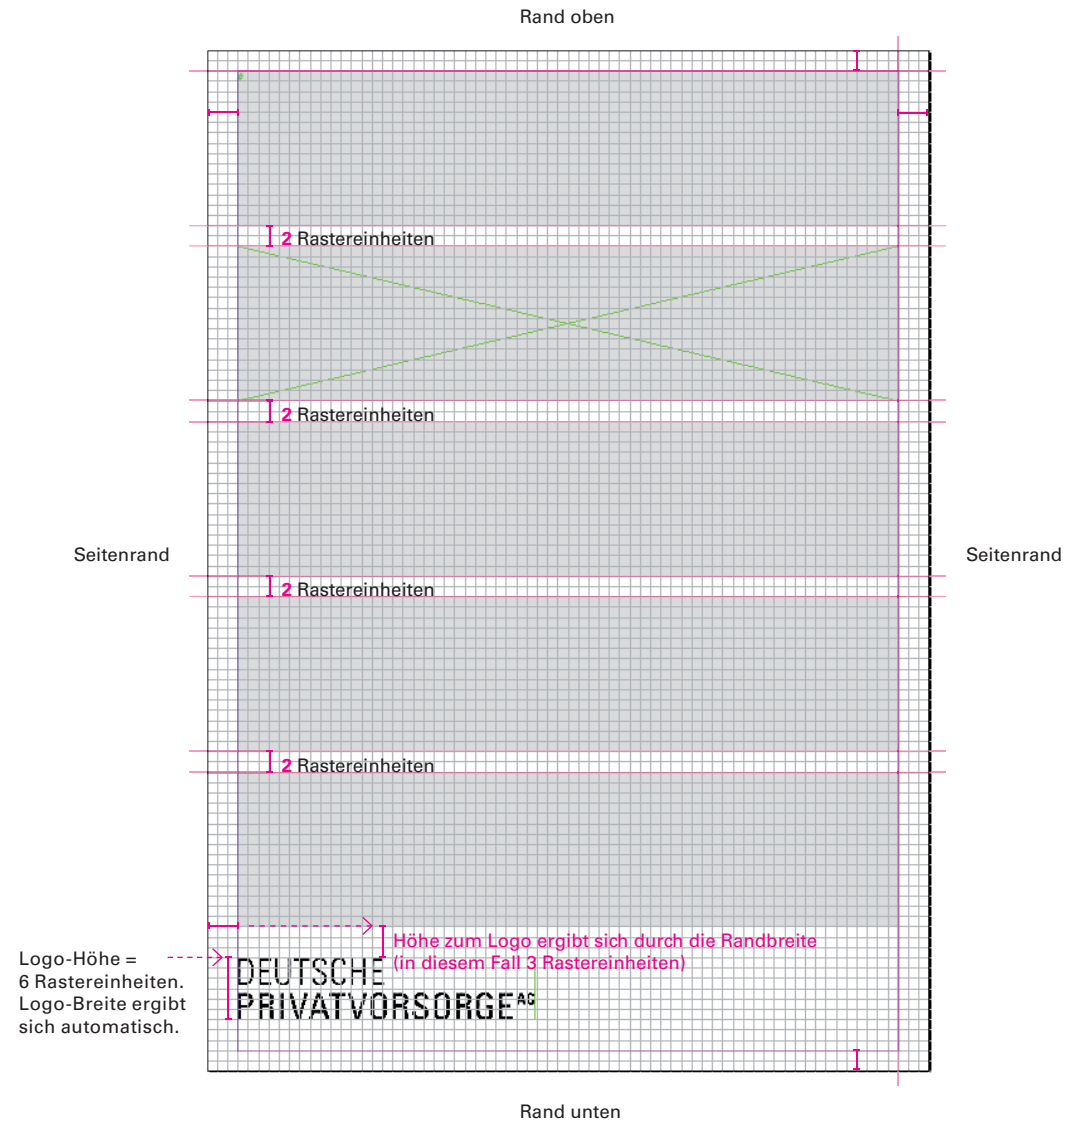 Rand oben
2 Rastereinheiten
2 Rastereinheiten
Seitenrand
Seitenrand
2 Rastereinheiten
2 Rastereinheiten
Höhe zum Logo ergibt sich durch die Randbreite
(in diesem Fall 3 Rastereinheiten)
Logo-Höhe =
6 Rastereinheiten.
Logo-Breite ergibt
sich automatisch.
DEUTSCHE
PRIVATVORSORGE AG
Rand unten